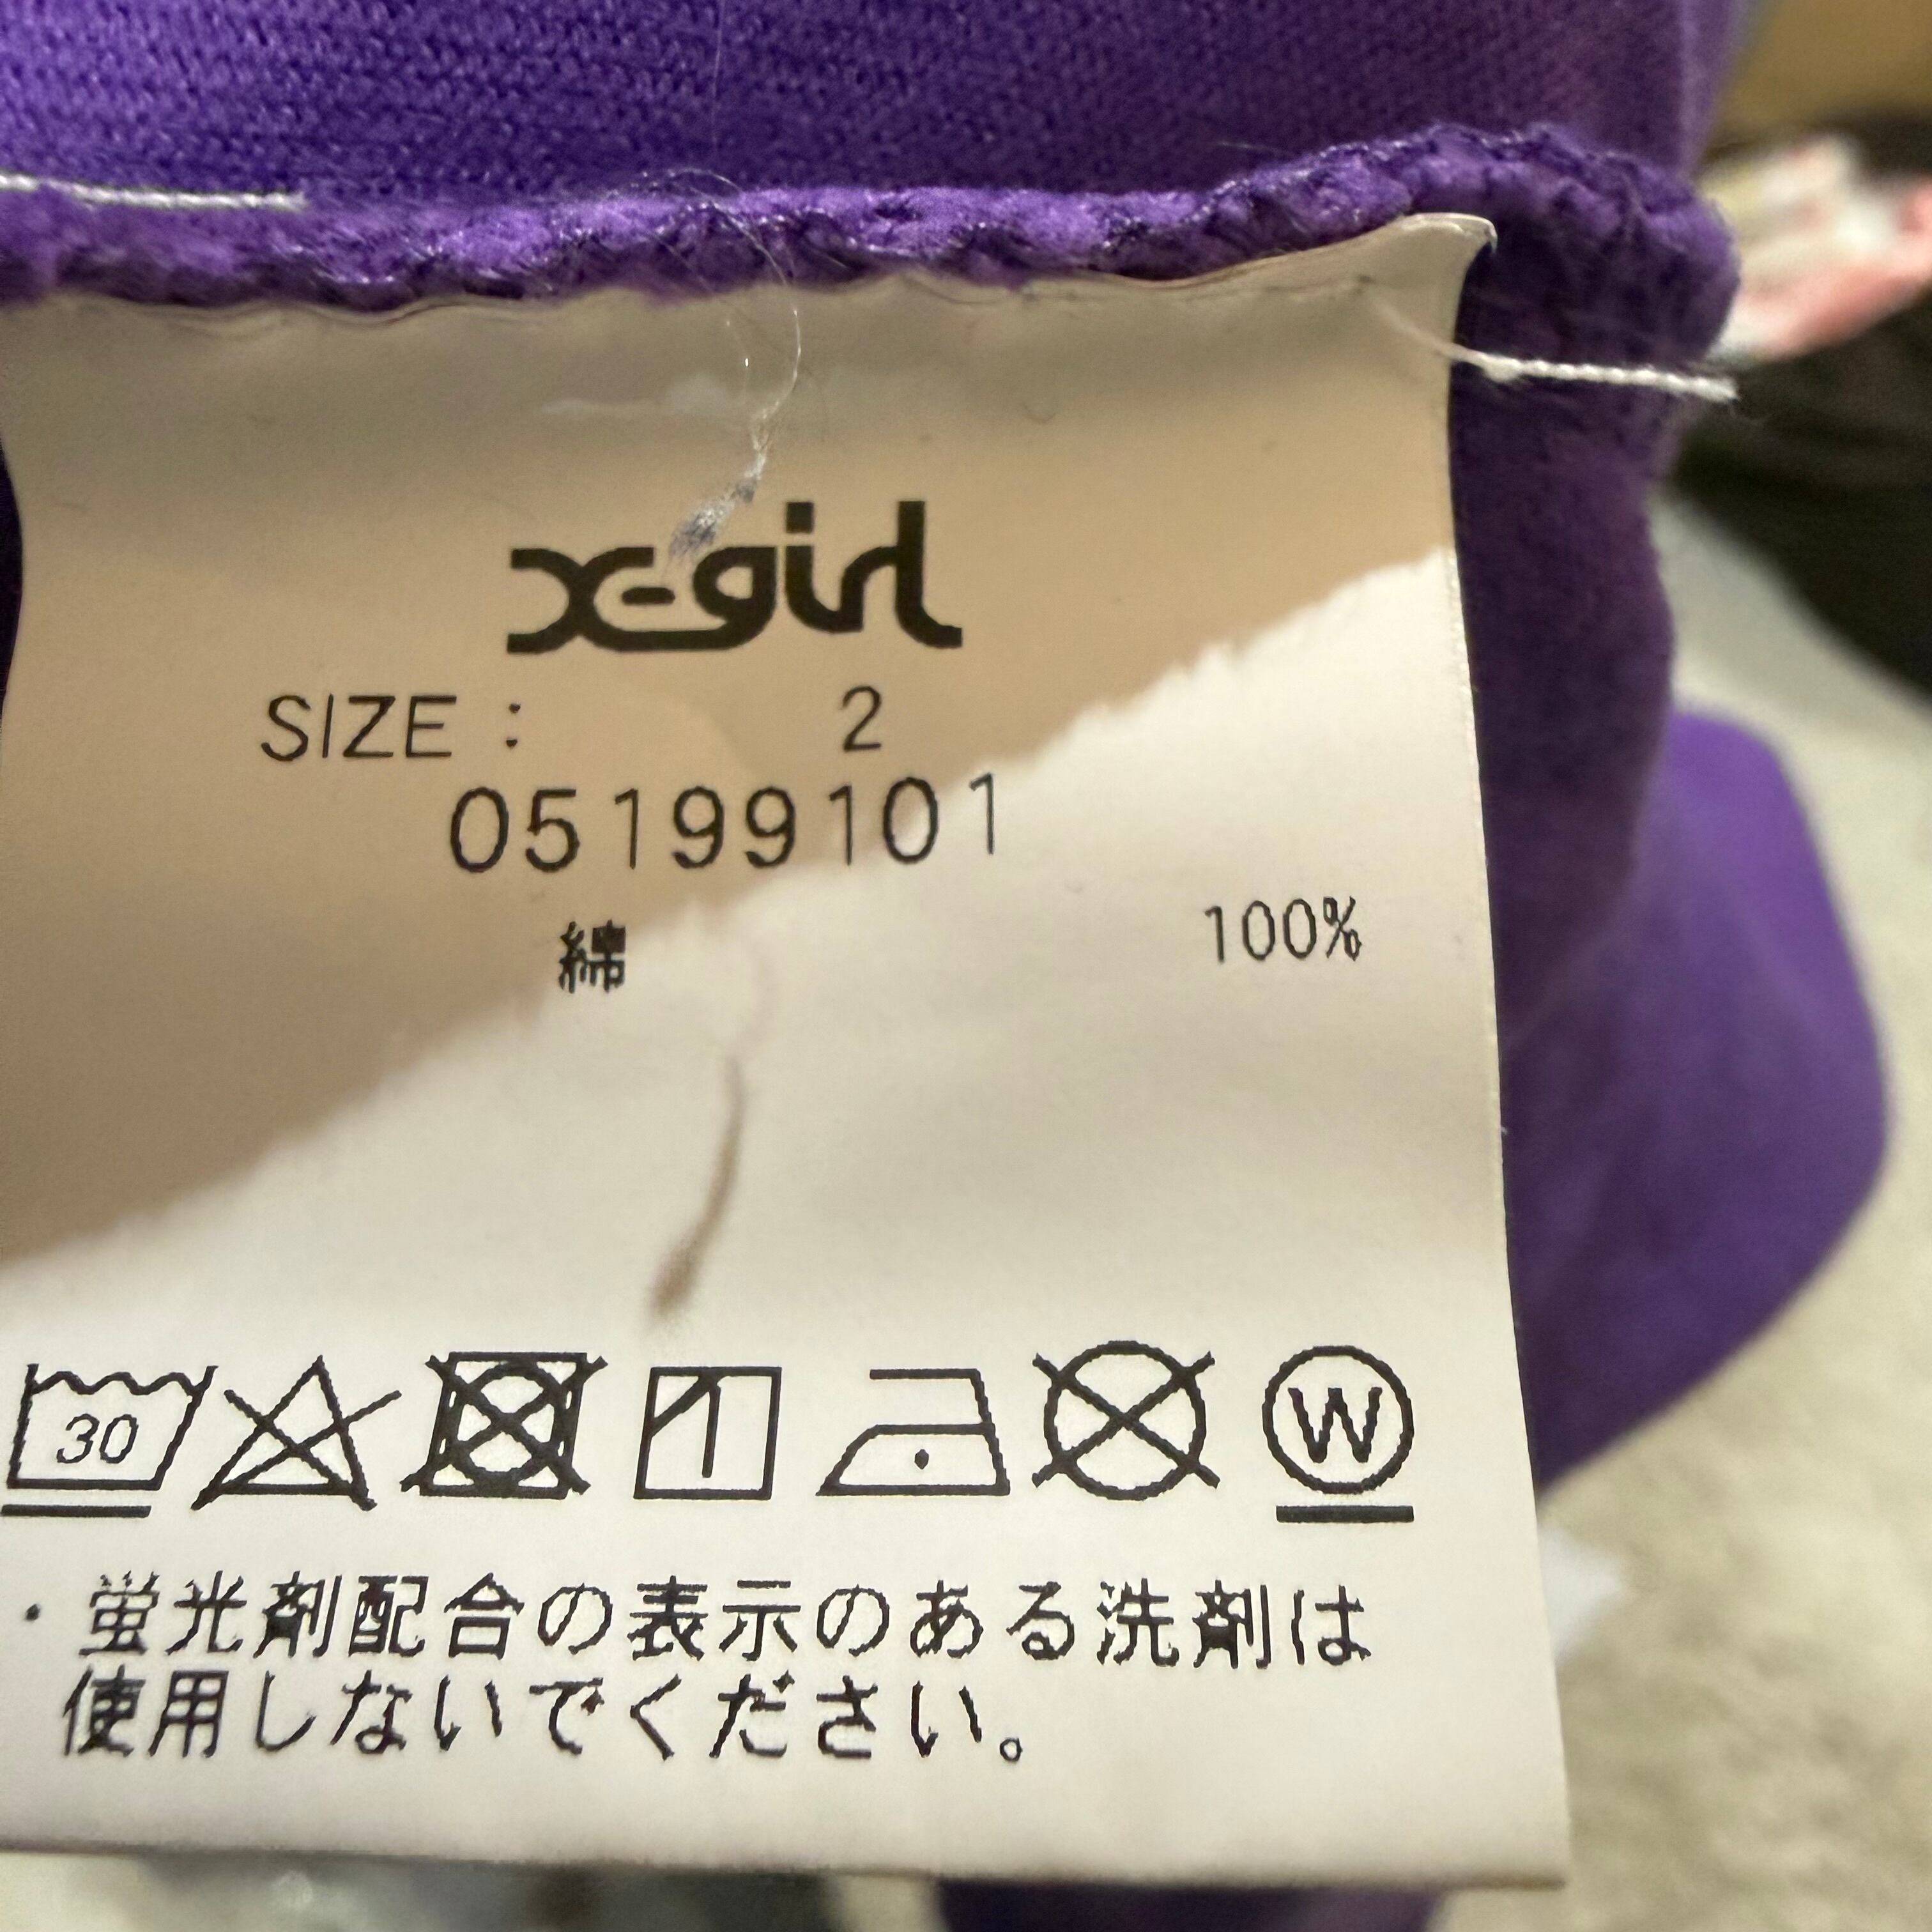 X-girl
SIZE : 2
05199101
綿 100%
30 W
・蛍光剤配合の表示のある洗剤は
使用しないでください。